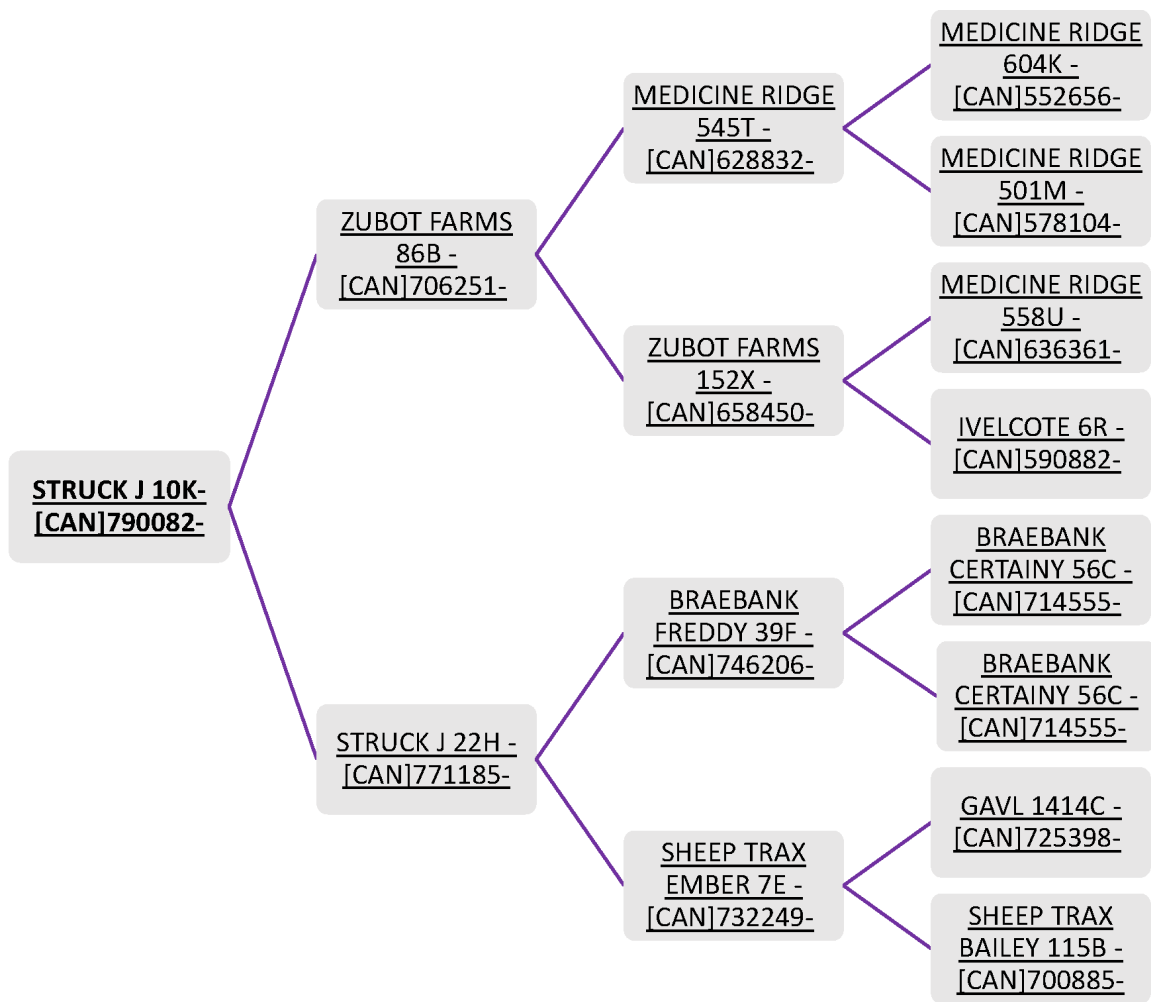 MEDICINE RIDGE
604K -
[CAN]552656-
MEDICINE RIDGE
545T -
[CAN]628832-
MEDICINE RIDGE
501M -
[CAN]578104-
ZUBOT FARMS
86B -
[CAN]706251-
MEDICINE RIDGE
558U -
[CAN]636361-
ZUBOT FARMS
152X -
[CAN]658450-
IVELCOTE 6R -
[CAN]590882-
STRUCK J 10K-
[CAN]790082-
BRAEBANK
CERTAINY 56C -
[CAN]714555-
BRAEBANK
FREDDY 39F -
[CAN]746206-
BRAEBANK
CERTAINY 56C -
[CAN]714555-
STRUCK J 22H -
[CAN]771185-
GAVL 1414C -
[CAN]725398-
SHEEP TRAX
EMBER 7E -
[CAN]732249-
SHEEP TRAX
BAILEY 115B -
[CAN]700885-